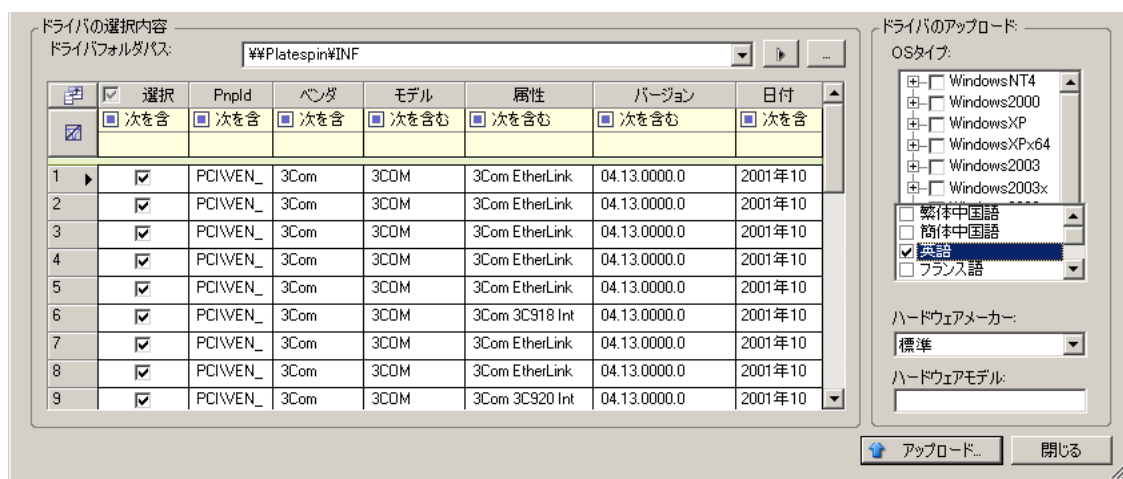 ドライバの選択内容
ドライバフォルダパス: ¥¥Platespin¥INF ...
選択 PnpId ベンダ モデル 属性 バージョン 日付
次を含 次を含 次を含 次を含む 次を含む 次を含む 次を含
1 PCI\VEN_ 3Com 3COM 3Com EtherLink 04.13.0000.0 2001年10
2 PCI\VEN_ 3Com 3COM 3Com EtherLink 04.13.0000.0 2001年10
3 PCI\VEN_ 3Com 3COM 3Com EtherLink 04.13.0000.0 2001年10
4 PCI\VEN_ 3Com 3COM 3Com EtherLink 04.13.0000.0 2001年10
5 PCI\VEN_ 3Com 3COM 3Com EtherLink 04.13.0000.0 2001年10
6 PCI\VEN_ 3Com 3COM 3Com 3C918 Int 04.13.0000.0 2001年10
7 PCI\VEN_ 3Com 3COM 3Com EtherLink 04.13.0000.0 2001年10
8 PCI\VEN_ 3Com 3COM 3Com EtherLink 04.13.0000.0 2001年10
9 PCI\VEN_ 3Com 3COM 3Com 3C920 Int 04.13.0000.0 2001年10
ドライバのアップロード:
OSタイプ:
WindowsNT4
Windows2000
WindowsXP
WindowsXPx64
Windows2003
Windows2003x
繁体中国語
簡体中国語
英語
フランス語
ハードウェアメーカー:
標準
ハードウェアモデル:
アップロード... 閉じる